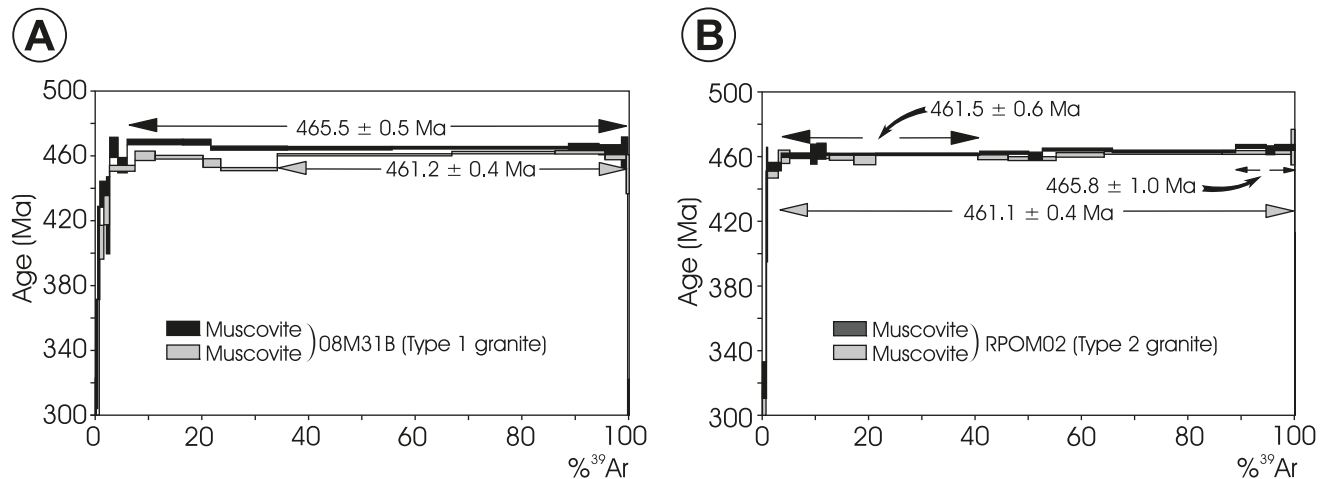 A
500
460
420
380
340
300
Age (Ma)
465.5 ± 0.5 Ma
461.2 ± 0.4 Ma
Muscovite
Muscovite
)08M31B (Type 1 granite)
0 20 40 60 80 100
%³⁹Ar
B
500
460
420
380
340
300
Age (Ma)
461.5 ± 0.6 Ma
465.8 ± 1.0 Ma
461.1 ± 0.4 Ma
Muscovite
Muscovite
)RPOM02 (Type 2 granite)
0 20 40 60 80 100
%³⁹Ar